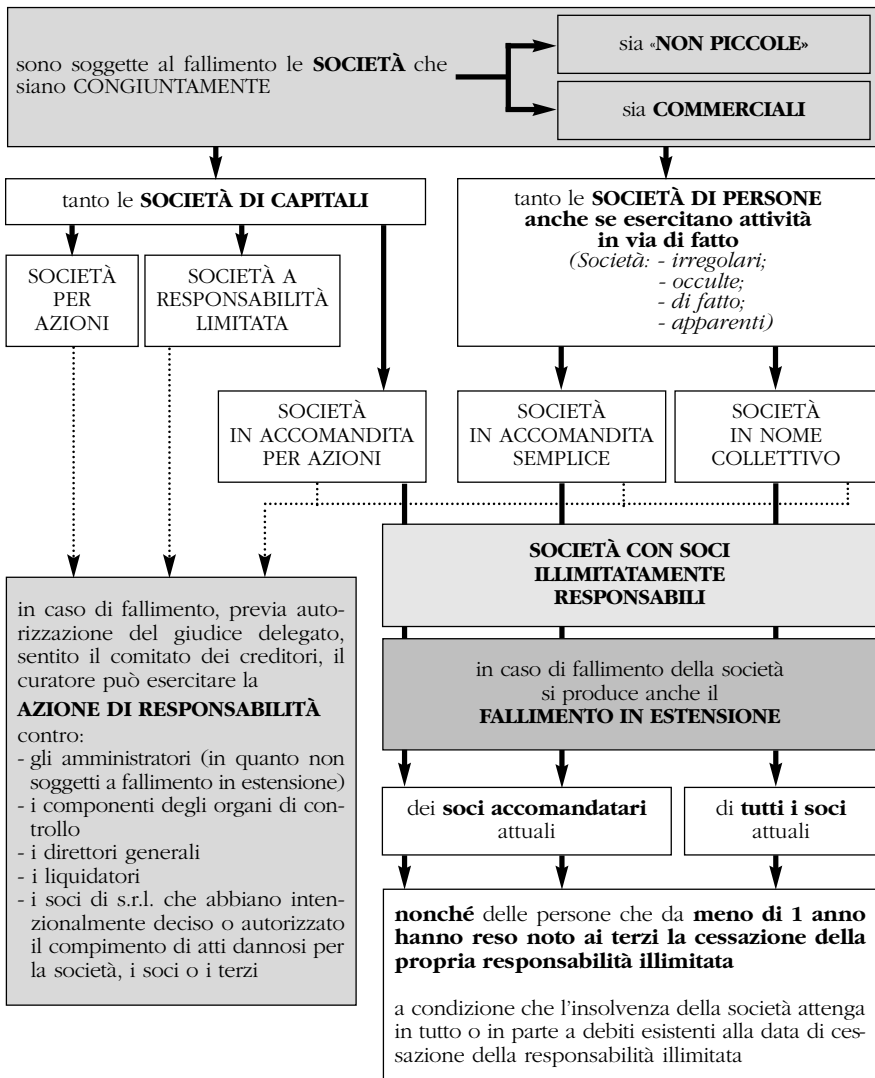 sono soggette al fallimento le SOCIETÀ che
siano CONGIUNTAMENTE
sia «NON PICCOLE»
sia COMMERCIALI
tanto le SOCIETÀ DI CAPITALI
tanto le SOCIETÀ DI PERSONE
anche se esercitano attività
in via di fatto
(Società: - irregolari;
- occulte;
- di fatto;
- apparenti)
SOCIETÀ
PER
AZIONI
SOCIETÀ A
RESPONSABILITÀ
LIMITATA
SOCIETÀ
IN ACCOMANDITA
PER AZIONI
SOCIETÀ
IN ACCOMANDITA
SEMPLICE
SOCIETÀ
IN NOME
COLLETTIVO
SOCIETÀ CON SOCI
ILLIMITATAMENTE
RESPONSABILI
in caso di fallimento, previa auto-
rizzazione del giudice delegato,
sentito il comitato dei creditori, il
curatore può esercitare la
AZIONE DI RESPONSABILITÀ
contro:
- gli amministratori (in quanto non
soggetti a fallimento in estensione)
- i componenti degli organi di con-
trollo
- i direttori generali
- i liquidatori
- i soci di s.r.l. che abbiano inten-
zionalmente deciso o autorizzato
il compimento di atti dannosi per
la società, i soci o i terzi
in caso di fallimento della società
si produce anche il
FALLIMENTO IN ESTENSIONE
dei soci accomandatari
attuali
di tutti i soci
attuali
nonché delle persone che da meno di 1 anno
hanno reso noto ai terzi la cessazione della
propria responsabilità illimitata
a condizione che l'insolvenza della società attenga
in tutto o in parte a debiti esistenti alla data di ces-
sazione della responsabilità illimitata